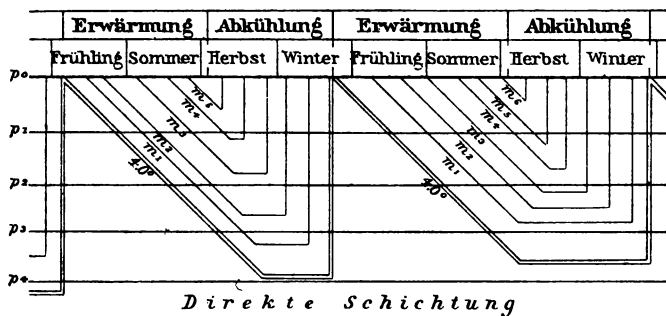 Erwärmung Abkühlung Erwärmung Abkühlung
Frühling Sommer Herbst Winter Frühling Sommer Herbst Winter
p0
m5 m4 m3 m2 m1 4.0°
m6 m5 m4 m3 m2 m1 4.0°
p1
p2
p3
p4
Direkte Schichtung